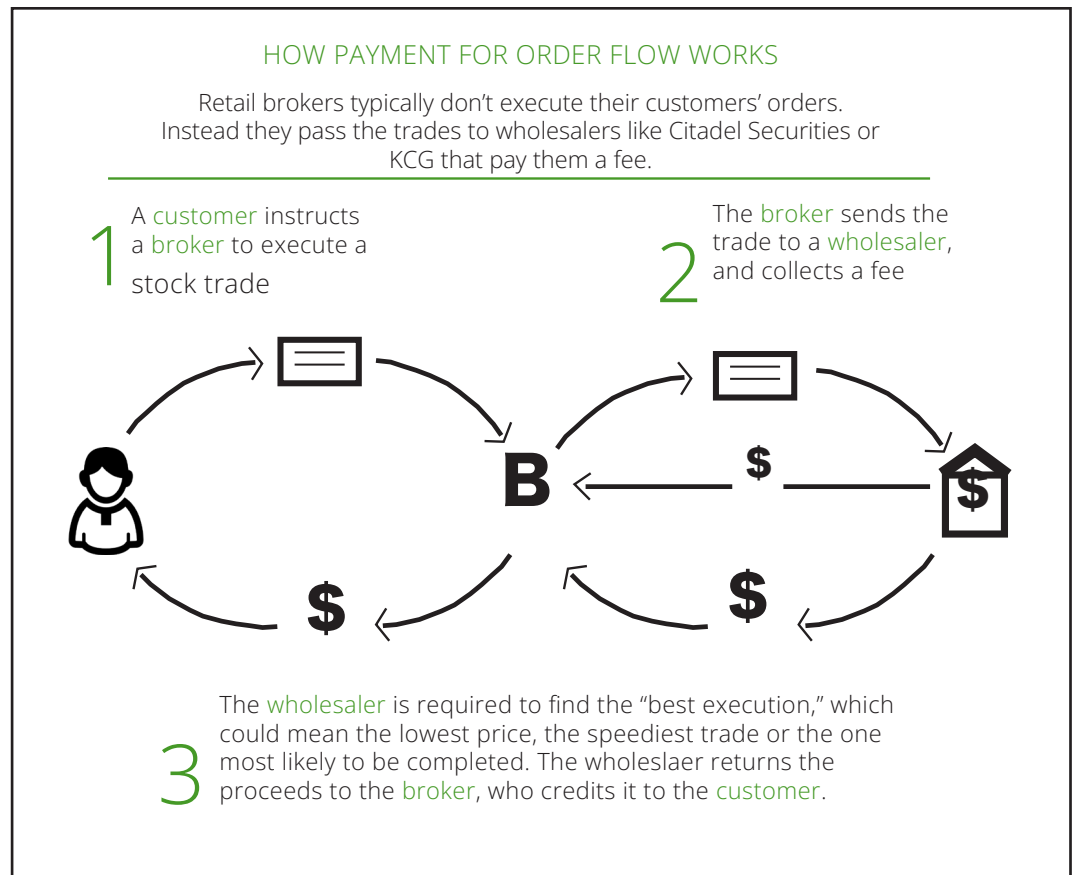 HOW PAYMENT FOR ORDER FLOW WORKS
Retail brokers typically don’t execute their customers’ orders.
Instead they pass the trades to wholesalers like Citadel Securities or
KCG that pay them a fee.
1
A customer instructs
a broker to execute a
stock trade
2
The broker sends the
trade to a wholesaler,
and collects a fee
B
$
$
$
$
3
The wholesaler is required to find the “best execution,” which
could mean the lowest price, the speediest trade or the one
most likely to be completed. The wholeslaer returns the
proceeds to the broker, who credits it to the customer.